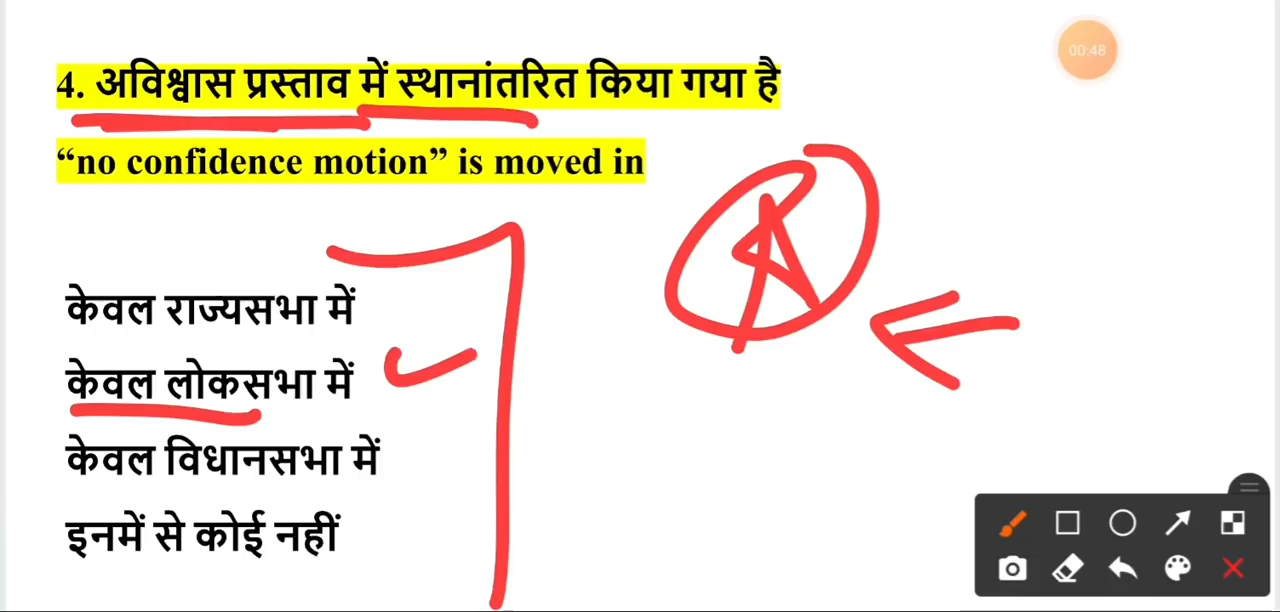 00:48
4. अविश्वास प्रस्ताव में स्थानांतरित किया गया है
“no confidence motion” is moved in
केवल राज्यसभा में
केवल लोकसभा में
केवल विधानसभा में
इनमें से कोई नहीं
A